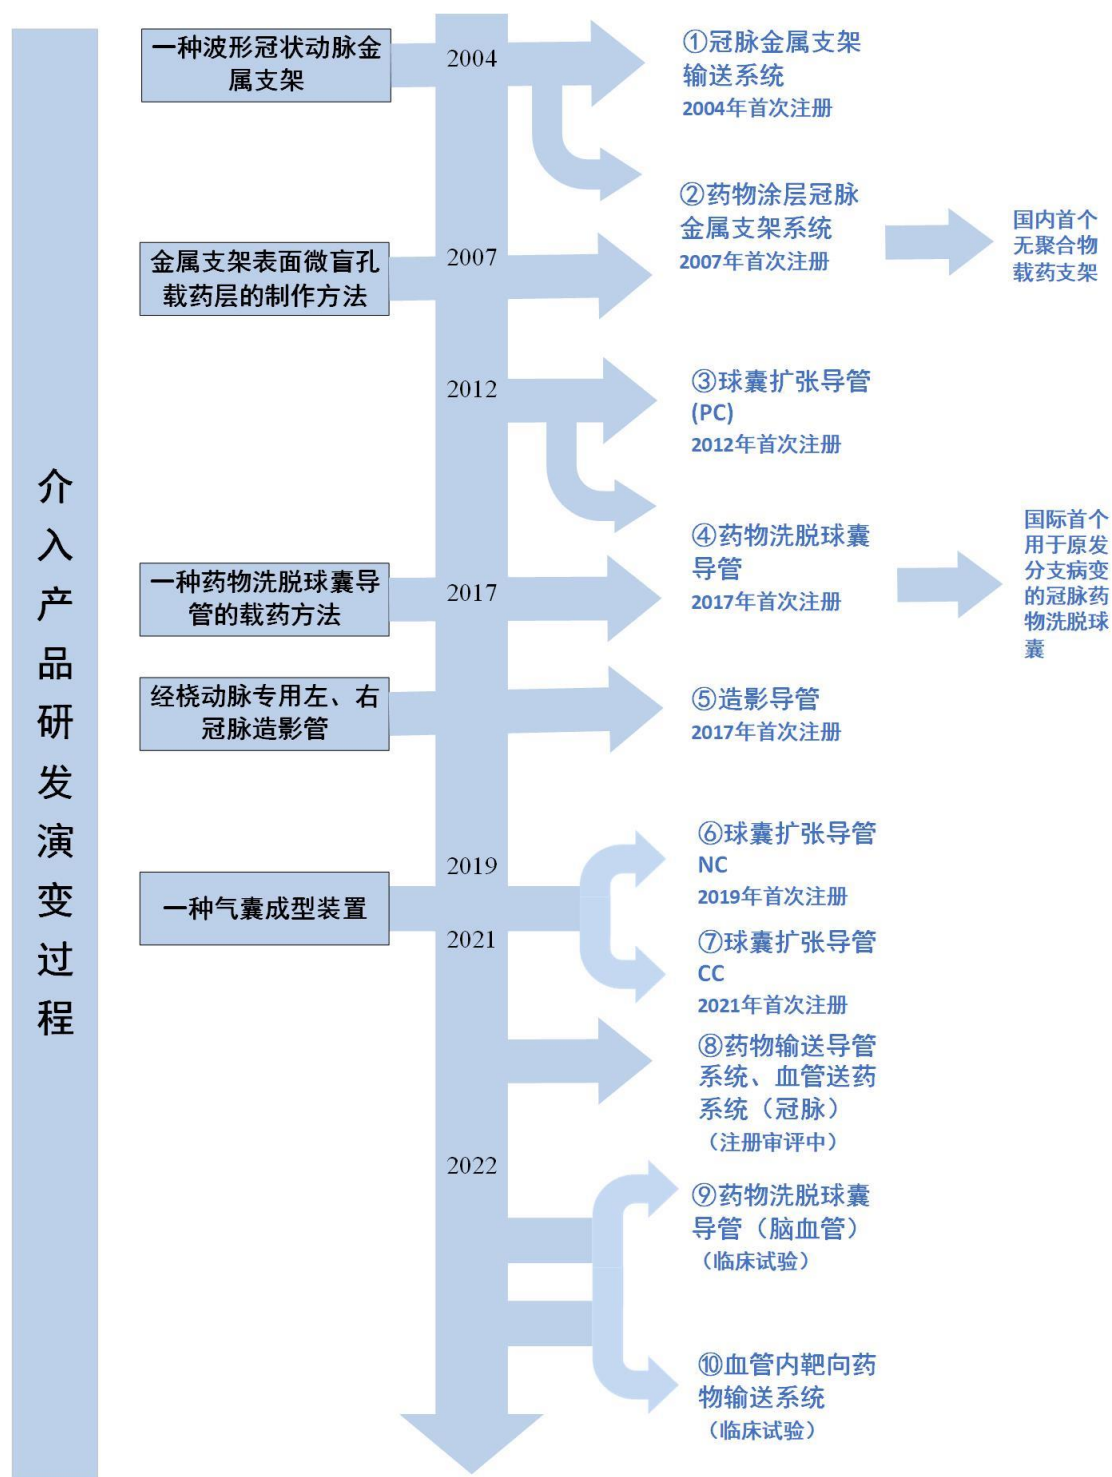 介入产品研发演变过程
一种波形冠状动脉金
属支架
2004
①冠脉金属支架
输送系统
2004年首次注册
②药物涂层冠脉
金属支架系统
2007年首次注册
国内首个
无聚合物
载药支架
金属支架表面微盲孔
载药层的制作方法
2007
2012
③球囊扩张导管
(PC)
2012年首次注册
④药物洗脱球囊
导管
2017年首次注册
国际首个
用于原发
分支病变
的冠脉药
物洗脱球
囊
一种药物洗脱球囊导
管的载药方法
2017
经桡动脉专用左、右
冠脉造影管
⑤造影导管
2017年首次注册
2019
⑥球囊扩张导管
NC
2019年首次注册
一种气囊成型装置
2021
⑦球囊扩张导管
CC
2021年首次注册
⑧药物输送导管
系统、血管送药
系统（冠脉）
（注册审评中）
2022
⑨药物洗脱球囊
导管（脑血管）
（临床试验）
⑩血管内靶向药
物输送系统
（临床试验）